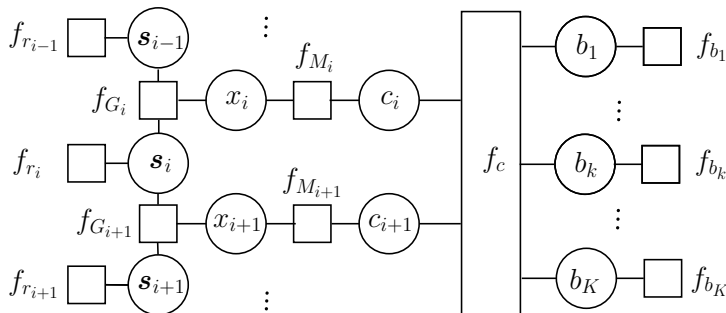 f_{r_{i-1}} s_{i-1} ⋮ b_1 f_{b_1}
f_{M_i}
f_{G_i} x_i c_i ⋮
f_{r_i} s_i f_c b_k f_{b_k}
f_{M_{i+1}}
f_{G_{i+1}} x_{i+1} c_{i+1} ⋮
f_{r_{i+1}} s_{i+1} ⋮ b_K f_{b_K}